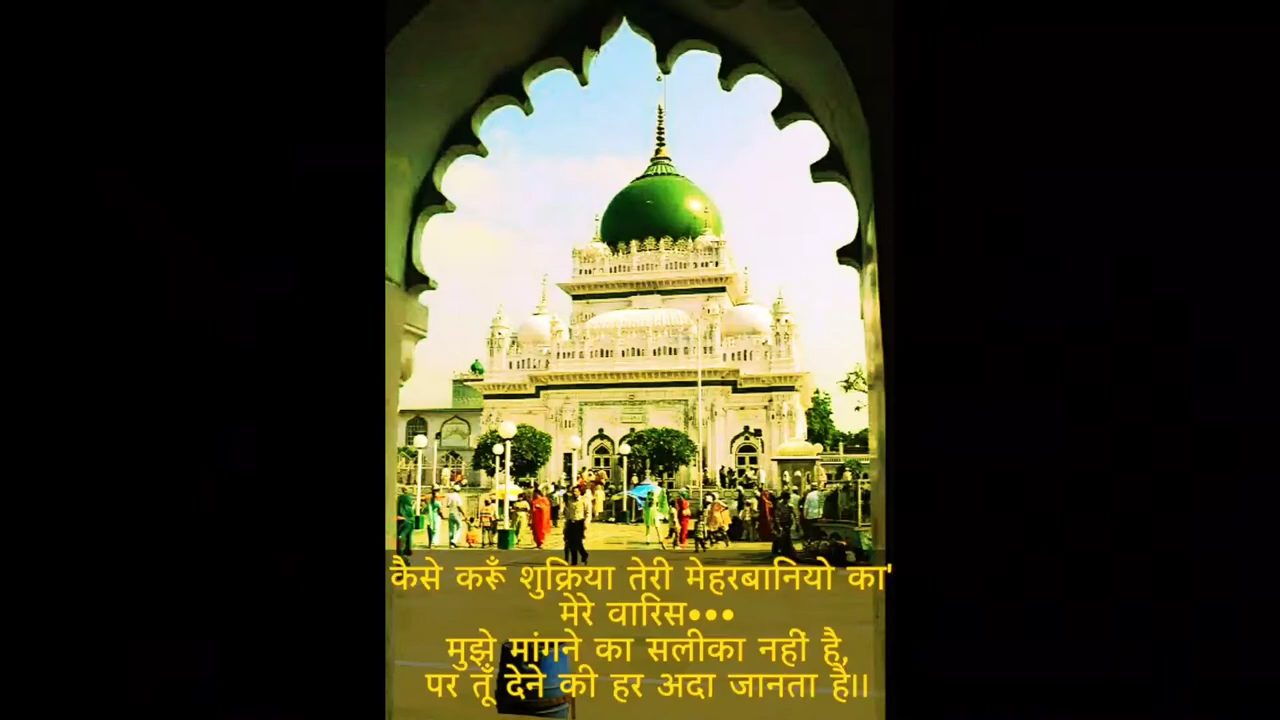 कैसे करूँ शुक्रिया तेरी मेहरबानियो का'
मेरे वारिस•••
मुझे मांगने का सलीका नहीं है,
पर तूँ देने की हर अदा जानता है।।